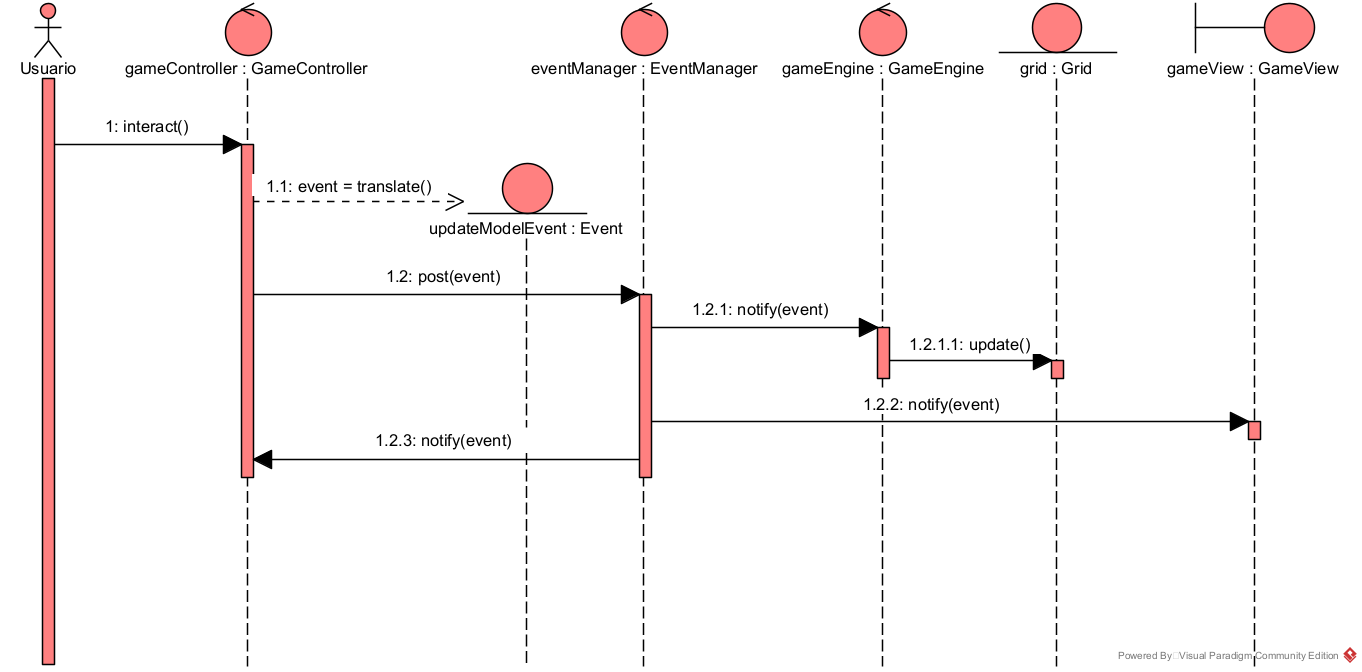 Usuario
gameController : GameController
eventManager : EventManager
gameEngine : GameEngine
grid : Grid
gameView : GameView
1: interact()
1.1: event = translate()
updateModelEvent : Event
1.2: post(event)
1.2.1: notify(event)
1.2.1.1: update()
1.2.2: notify(event)
1.2.3: notify(event)
Powered By Visual Paradigm Community Edition